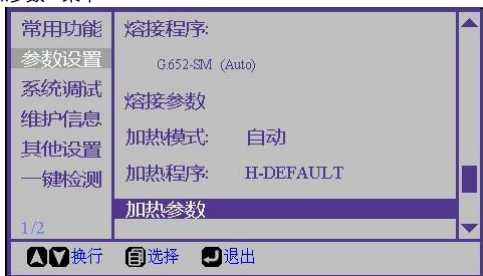 常用功能
参数设置
系统调试
维护信息
其他设置
一键检测
1/2
熔接程序:
G.652-SM (Auto)
熔接参数
加热模式: 自动
加热程序: H-DEFAULT
加热参数
换行 选择 退出